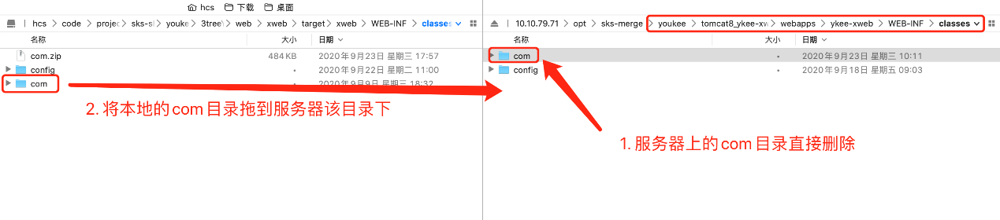 hcs 下载 桌面
hcs > code > projec > sks-sl > youke > 3tree > web > xweb > target > xweb > WEB-INF > classes
10.10.79.71 > opt > sks-merge > youkee > tomcat8_ykee-xw > webapps > ykee-xweb > WEB-INF > classes
名称 大小 日期
名称 大小 日期
com.zip 484 KB 2020年9月23日 星期三 17:57
com 2020年9月23日 星期三 10:11
config 2020年9月22日 星期二 11:00
config 2020年9月18日 星期五 09:03
com 2020年9月9日 星期三 18:32
2. 将本地的com目录拖到服务器该目录下
1. 服务器上的com目录直接删除